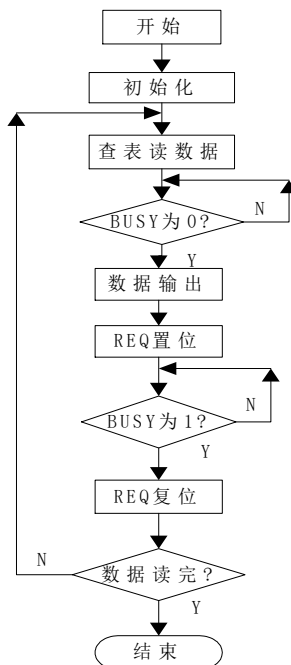 开始
初始化
查表读数据
BUSY为0?
N
Y
数据输出
REQ置位
BUSY为1?
N
Y
REQ复位
数据读完?
N
Y
结束